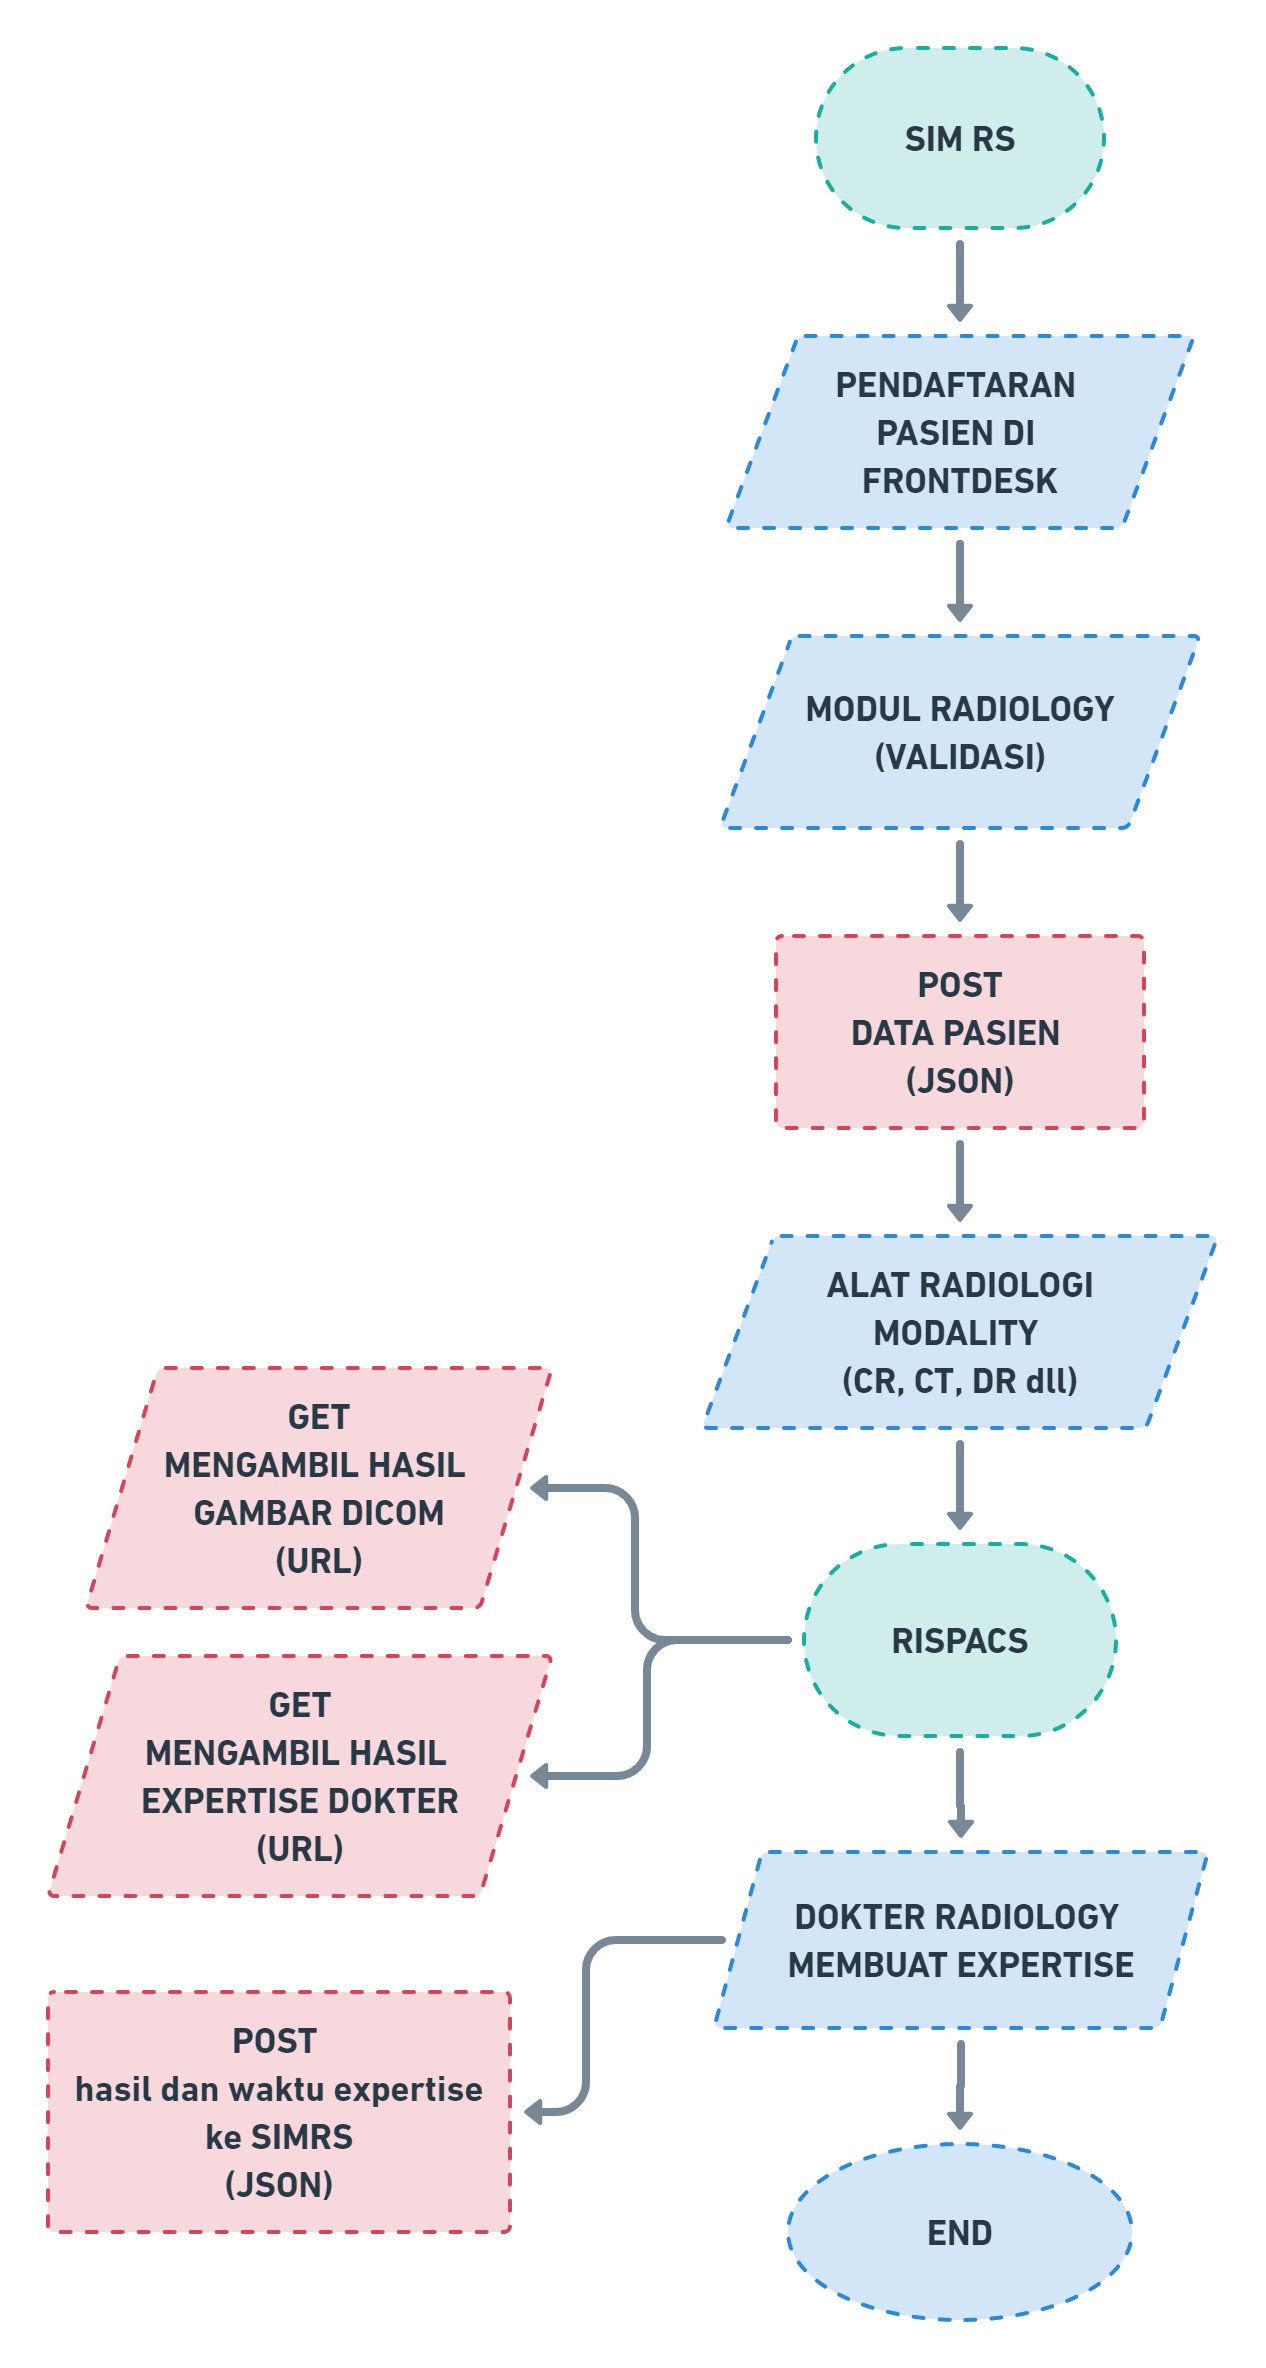 SIM RS
PENDAFTARAN
PASIEN DI
FRONTDESK
MODUL RADIOLOGY
(VALIDASI)
POST
DATA PASIEN
(JSON)
ALAT RADIOLOGI
MODALITY
(CR, CT, DR dll)
GET
MENGAMBIL HASIL
GAMBAR DICOM
(URL)
RISPACS
GET
MENGAMBIL HASIL
EXPERTISE DOKTER
(URL)
DOKTER RADIOLOGY
MEMBUAT EXPERTISE
POST
hasil dan waktu expertise
ke SIMRS
(JSON)
END